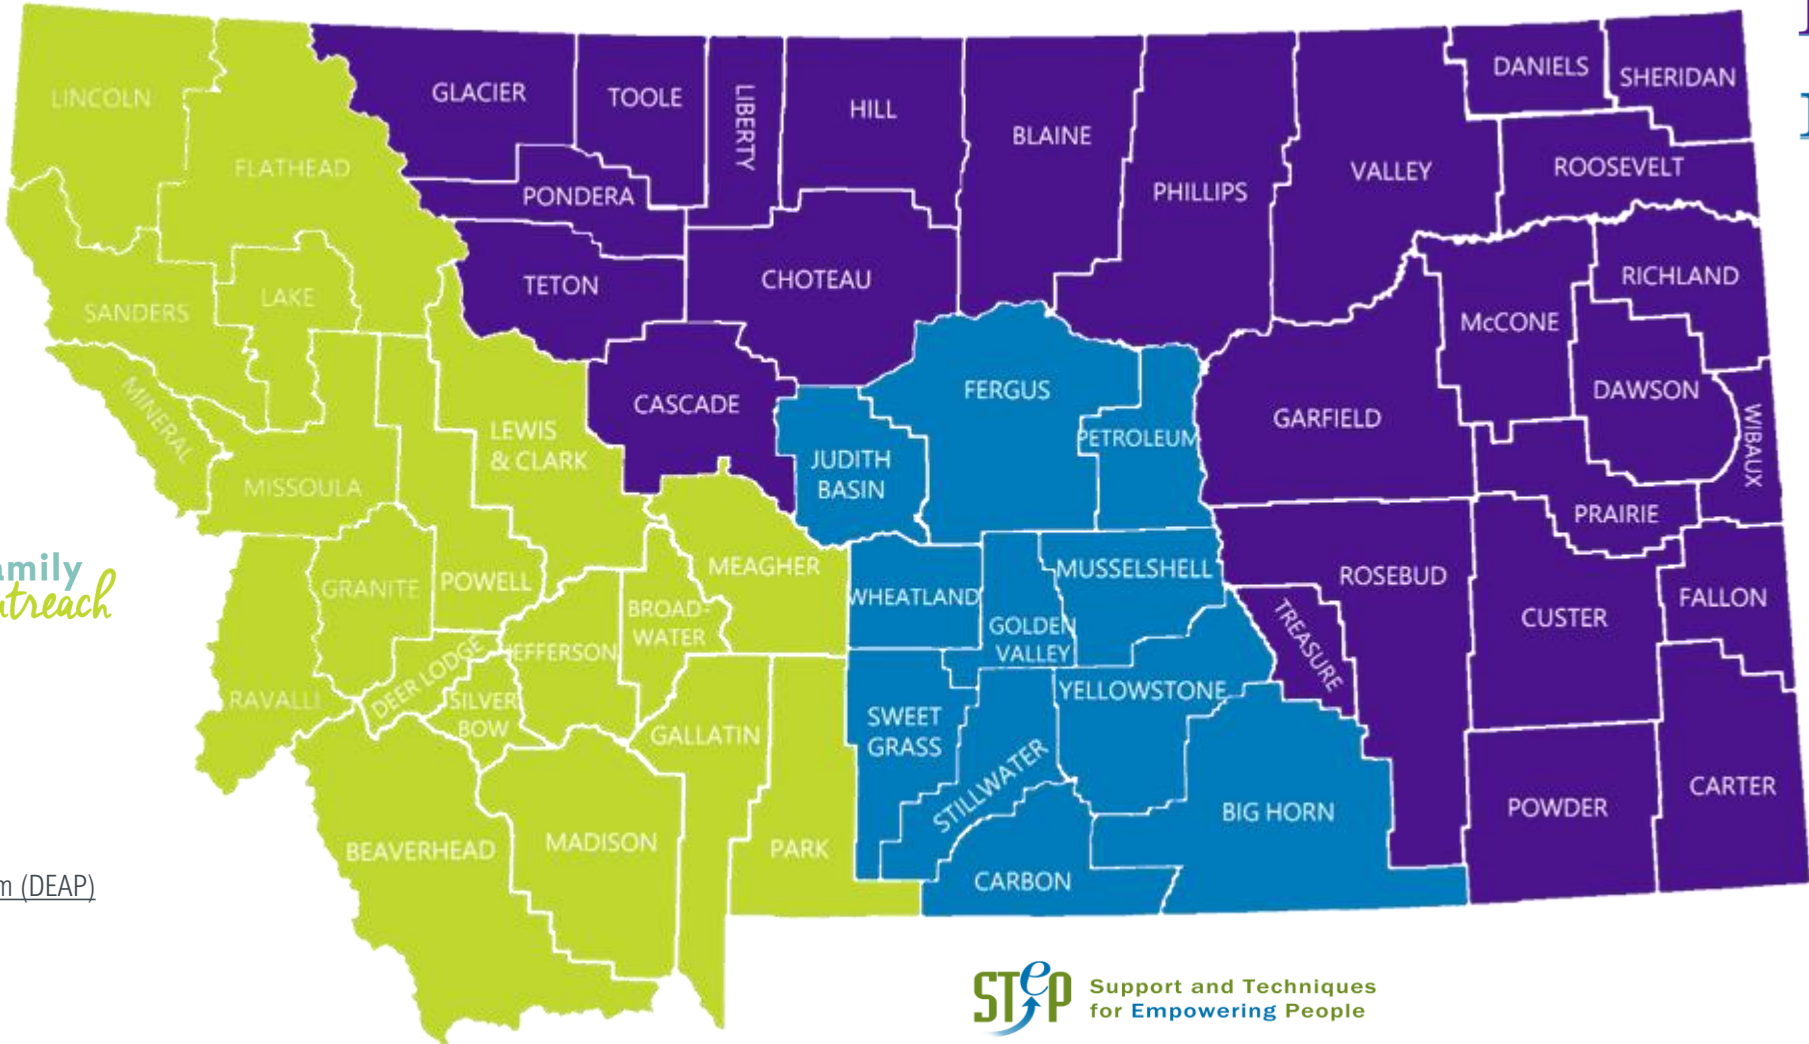 LINCOLN
FLATHEAD
GLACIER
TOOLE
LIBERTY
HILL
BLAINE
PHILLIPS
VALLEY
DANIELS
SHERIDAN
ROOSEVELT
PONDERA
TETON
CHOTEAU
RICHLAND
McCONE
DAWSON
WIBAUX
SANDERS
LAKE
MINERAL
MISSOULA
LEWIS
& CLARK
CASCADE
JUDITH
BASIN
FERGUS
PETROLEUM
GARFIELD
PRAIRIE
GRANITE
POWELL
MEAGHER
BROAD-
WATER
JEFFERSON
DEER LODGE
SILVER
BOW
RAVALLI
GALLATIN
WHEATLAND
GOLDEN
VALLEY
MUSSELSHELL
YELLOWSTONE
TREASURE
ROSEBUD
CUSTER
FALLON
SWEET
GRASS
STILLWATER
BEAVERHEAD
MADISON
PARK
CARBON
BIG HORN
POWDER
CARTER
amily
treach
m (DEAP)
STeP
Support and Techniques
for Empowering People